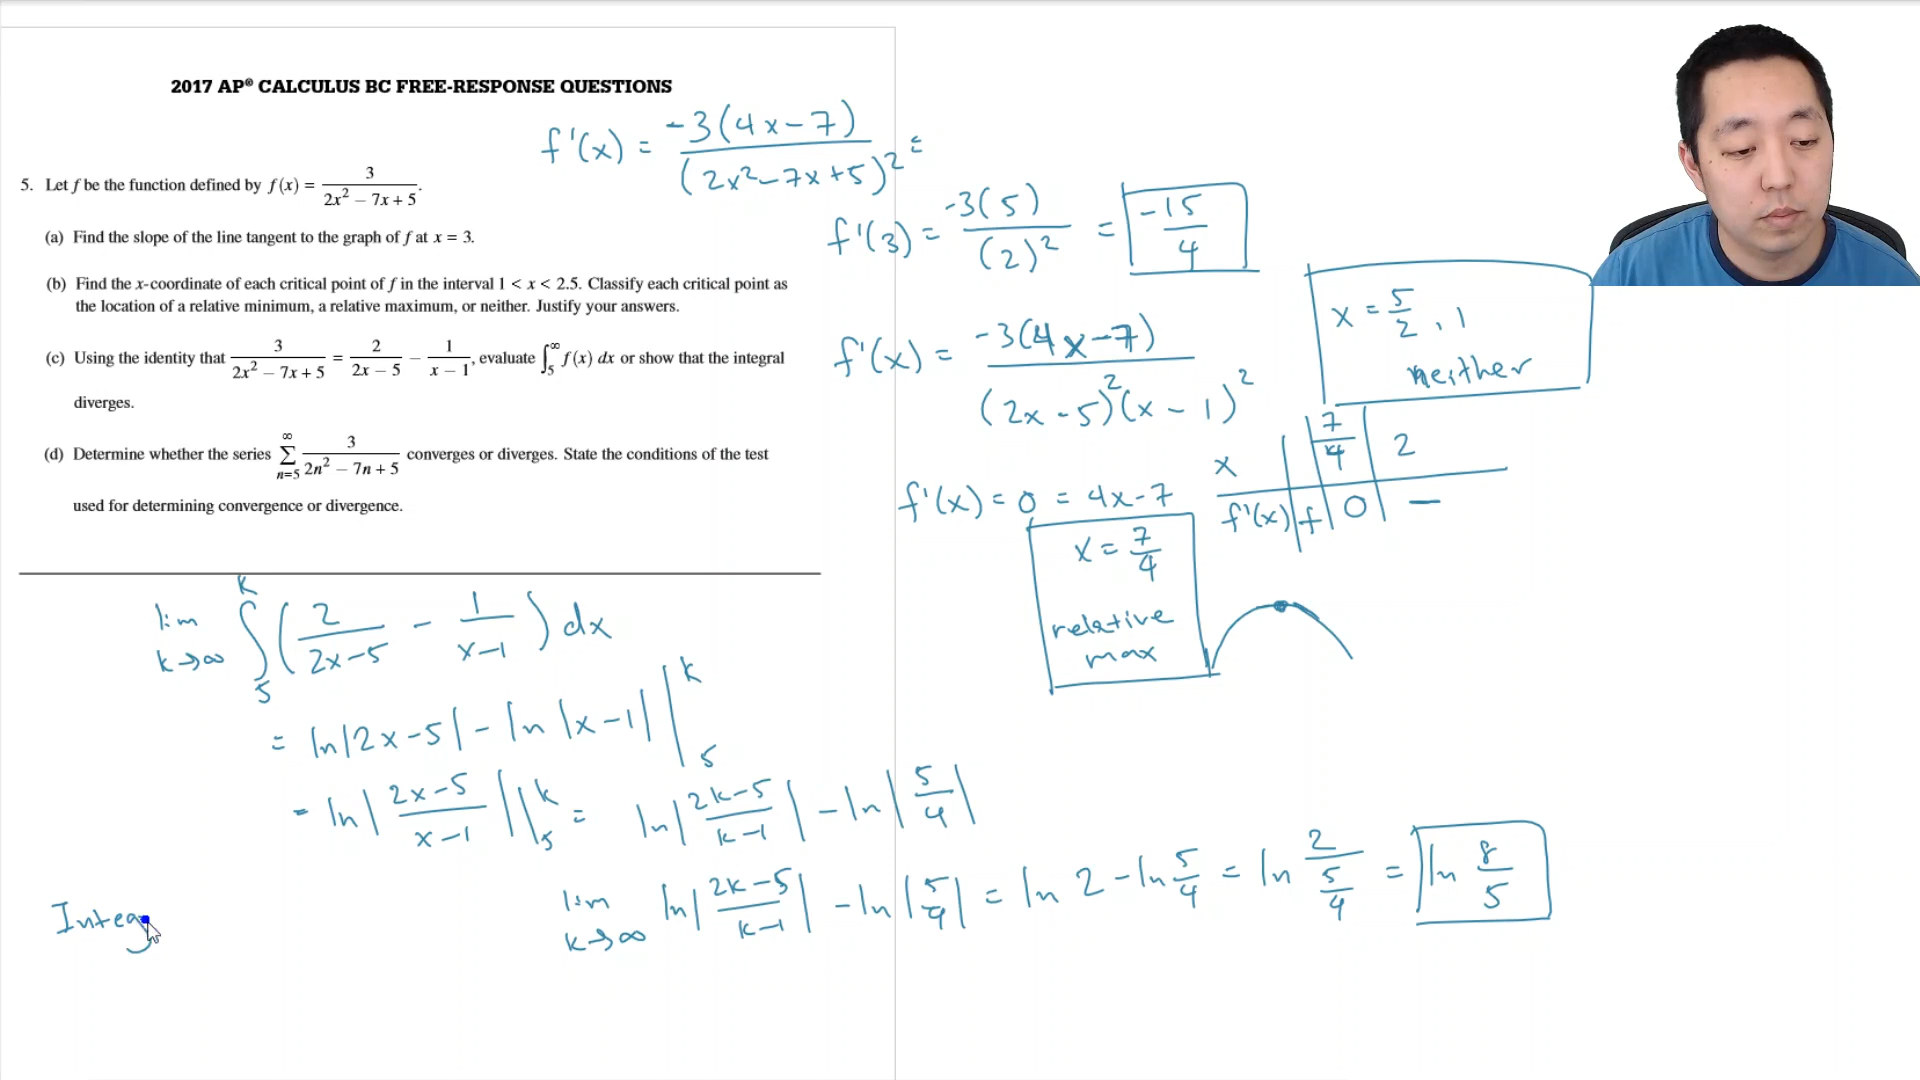 2017 AP® CALCULUS BC FREE-RESPONSE QUESTIONS
5. Let f be the function defined by f(x) = 3/(2x² − 7x + 5).
(a) Find the slope of the line tangent to the graph of f at x = 3.
(b) Find the x-coordinate of each critical point of f in the interval 1 < x < 2.5. Classify each critical point as
the location of a relative minimum, a relative maximum, or neither. Justify your answers.
(c) Using the identity that 3/(2x² − 7x + 5) = 2/(2x − 5) − 1/(x − 1), evaluate ∫₅^∞ f(x) dx or show that the integral
diverges.
(d) Determine whether the series ∑_{n=5}^∞ 3/(2n² − 7n + 5) converges or diverges. State the conditions of the test
used for determining convergence or divergence.
f'(x) = -3(4x-7)/(2x²-7x+5)² =
f'(3) = -3(5)/(2)² = -15/4
f'(x) = -3(4x-7)/((2x-5)²(x-1)²)
x = 5/2, 1
neither
f'(x) = 0 = 4x-7
x = 7/4
relative
max
x | | 7/4 | 2
f'(x) | + | 0 | −
lim k→∞ ∫₅^k (2/(2x-5) - 1/(x-1)) dx
= ln|2x-5| - ln|x-1| |₅^k
= ln|(2x-5)/(x-1)| |₅^k = ln|(2k-5)/(k-1)| - ln|5/4|
lim k→∞ ln|(2k-5)/(k-1)| - ln|5/4| = ln 2 - ln 5/4 = ln 2/(5/4) = ln 8/5
Integ